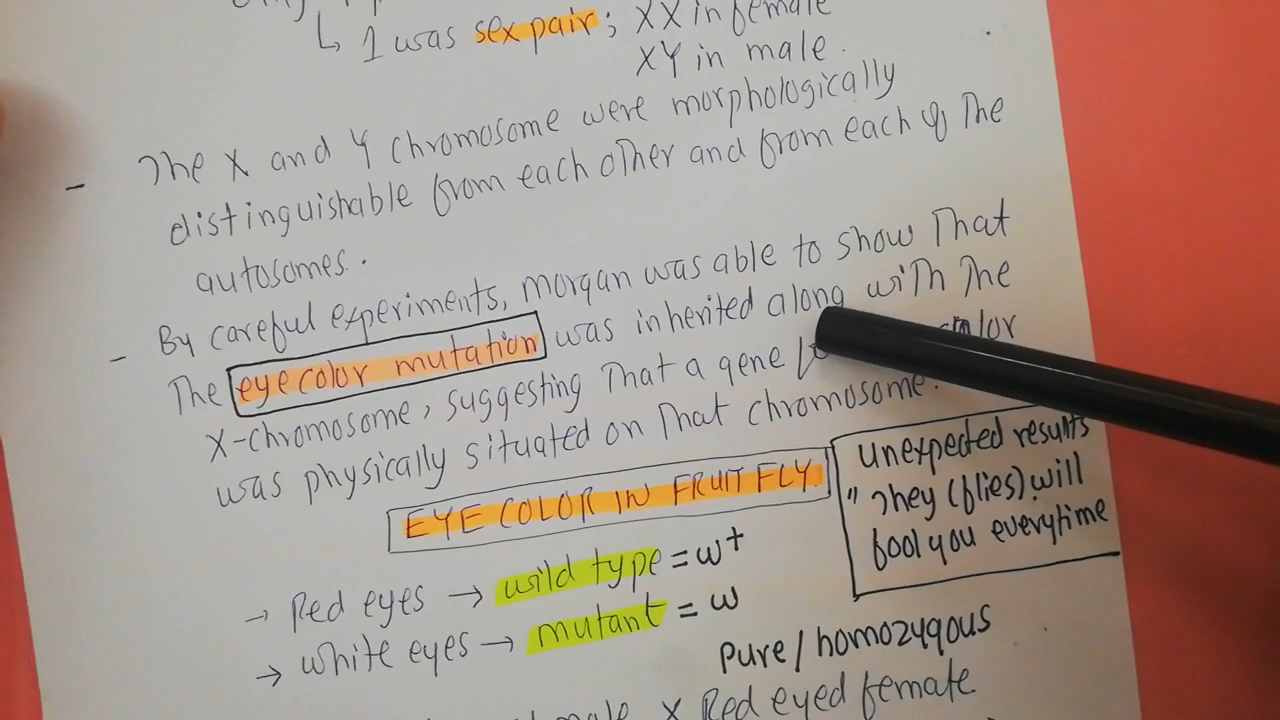 ↳ 1 was sex pair; XX in female
XY in male.
- The X and Y chromosome were morphologically
distinguishable from each other and from each of the
autosomes.
- By careful experiments, morgan was able to show That
The eye color mutation was inherited along with The
X-chromosome, suggesting That a gene color
was physically situated on That chromosome.
EYE COLOR IN FRUIT FLY.
unexpected results
" They (flies) will
fool you everytime
→ Red eyes → wild type = w+
→ white eyes → mutant = w
pure / homozygous
male x Red eyed female